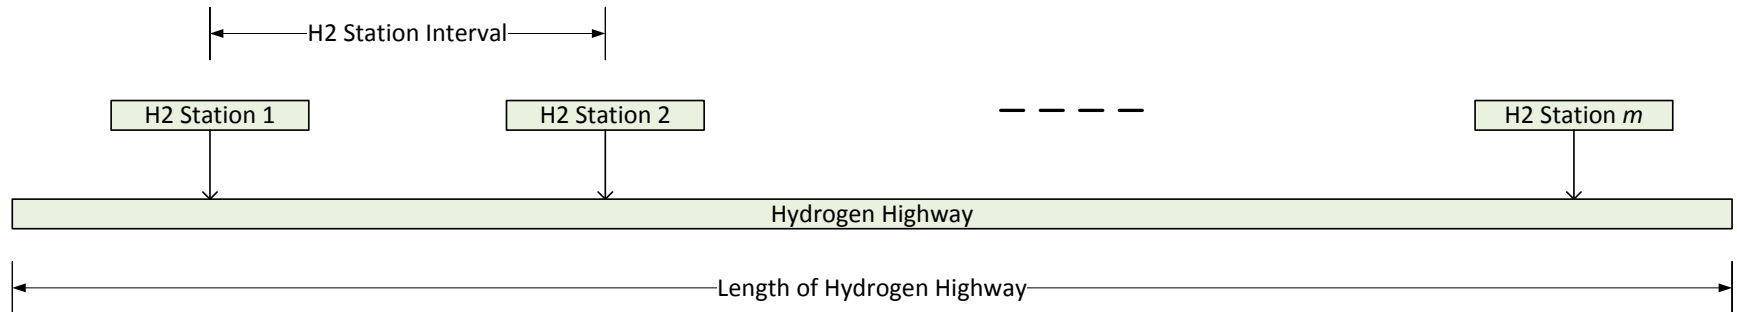 H2 Station Interval
H2 Station 1
H2 Station 2
H2 Station m
Hydrogen Highway
Length of Hydrogen Highway